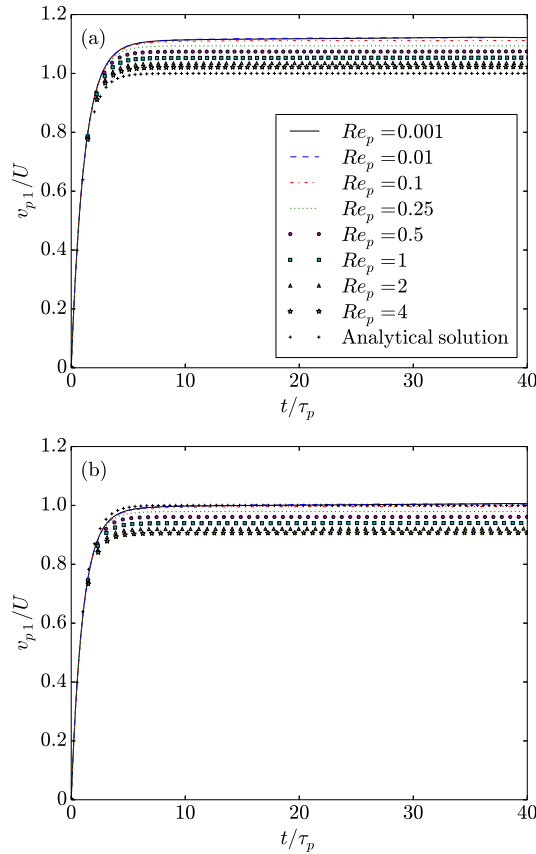 1.2
(a)
1.0
0.8
v_{p1}/U
0.6
0.4
0.2
0
0
10
20
30
40
t/τ_p
Re_p = 0.001
Re_p = 0.01
Re_p = 0.1
Re_p = 0.25
Re_p = 0.5
Re_p = 1
Re_p = 2
Re_p = 4
Analytical solution
1.2
(b)
1.0
0.8
v_{p1}/U
0.6
0.4
0.2
0
0
10
20
30
40
t/τ_p